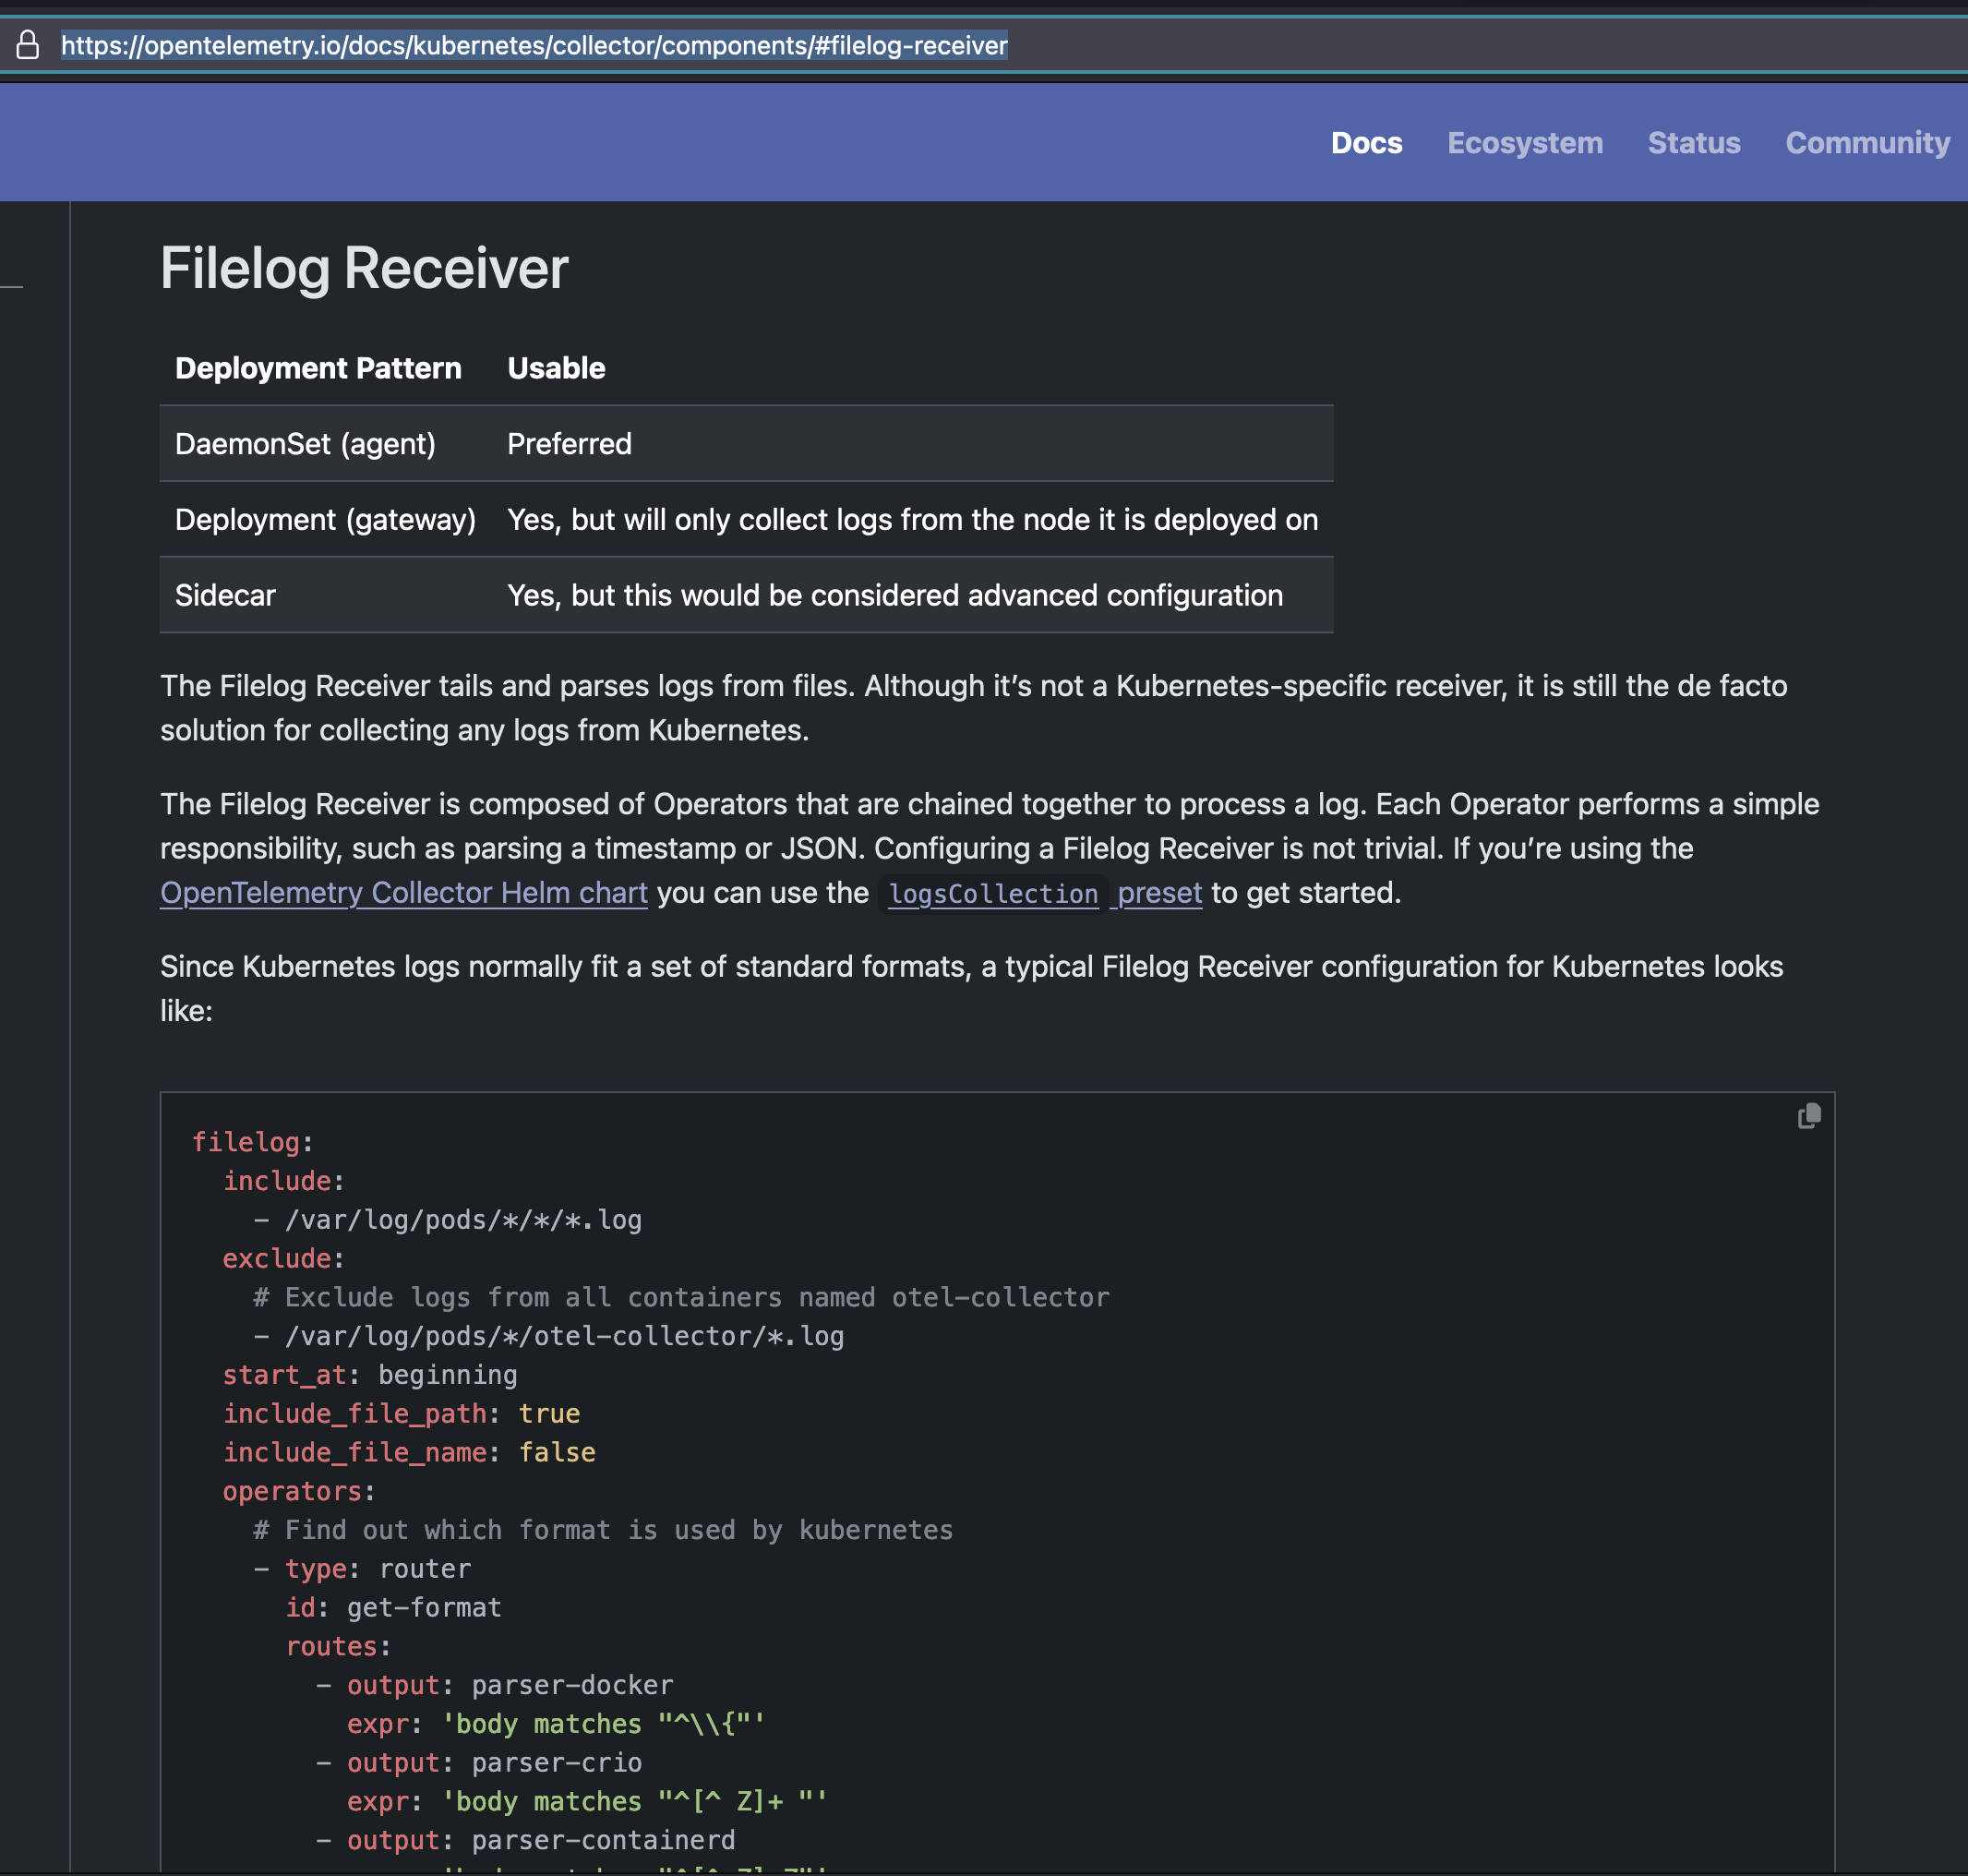 https://opentelemetry.io/docs/kubernetes/collector/components/#filelog-receiver
Docs Ecosystem Status Community
Filelog Receiver
Deployment Pattern Usable
DaemonSet (agent) Preferred
Deployment (gateway) Yes, but will only collect logs from the node it is deployed on
Sidecar Yes, but this would be considered advanced configuration
The Filelog Receiver tails and parses logs from files. Although it’s not a Kubernetes-specific receiver, it is still the de facto
solution for collecting any logs from Kubernetes.
The Filelog Receiver is composed of Operators that are chained together to process a log. Each Operator performs a simple
responsibility, such as parsing a timestamp or JSON. Configuring a Filelog Receiver is not trivial. If you’re using the
OpenTelemetry Collector Helm chart you can use the logsCollection preset to get started.
Since Kubernetes logs normally fit a set of standard formats, a typical Filelog Receiver configuration for Kubernetes looks
like:
filelog:
  include:
    - /var/log/pods/*/*/*.log
  exclude:
    # Exclude logs from all containers named otel-collector
    - /var/log/pods/*/otel-collector/*.log
  start_at: beginning
  include_file_path: true
  include_file_name: false
  operators:
    # Find out which format is used by kubernetes
    - type: router
      id: get-format
      routes:
        - output: parser-docker
          expr: 'body matches "^\\{"'
        - output: parser-crio
          expr: 'body matches "^[^ Z]+ "'
        - output: parser-containerd